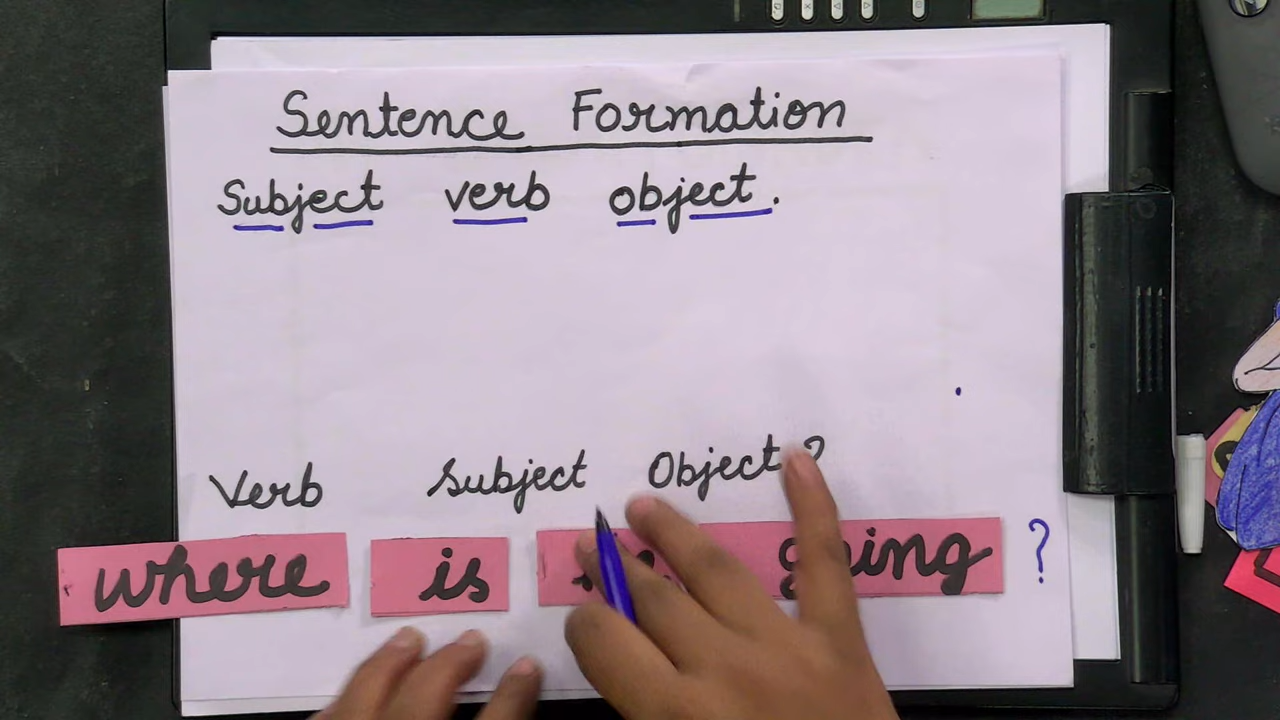 Sentence Formation
Subject verb object.
Verb Subject Object ?
where is going ?